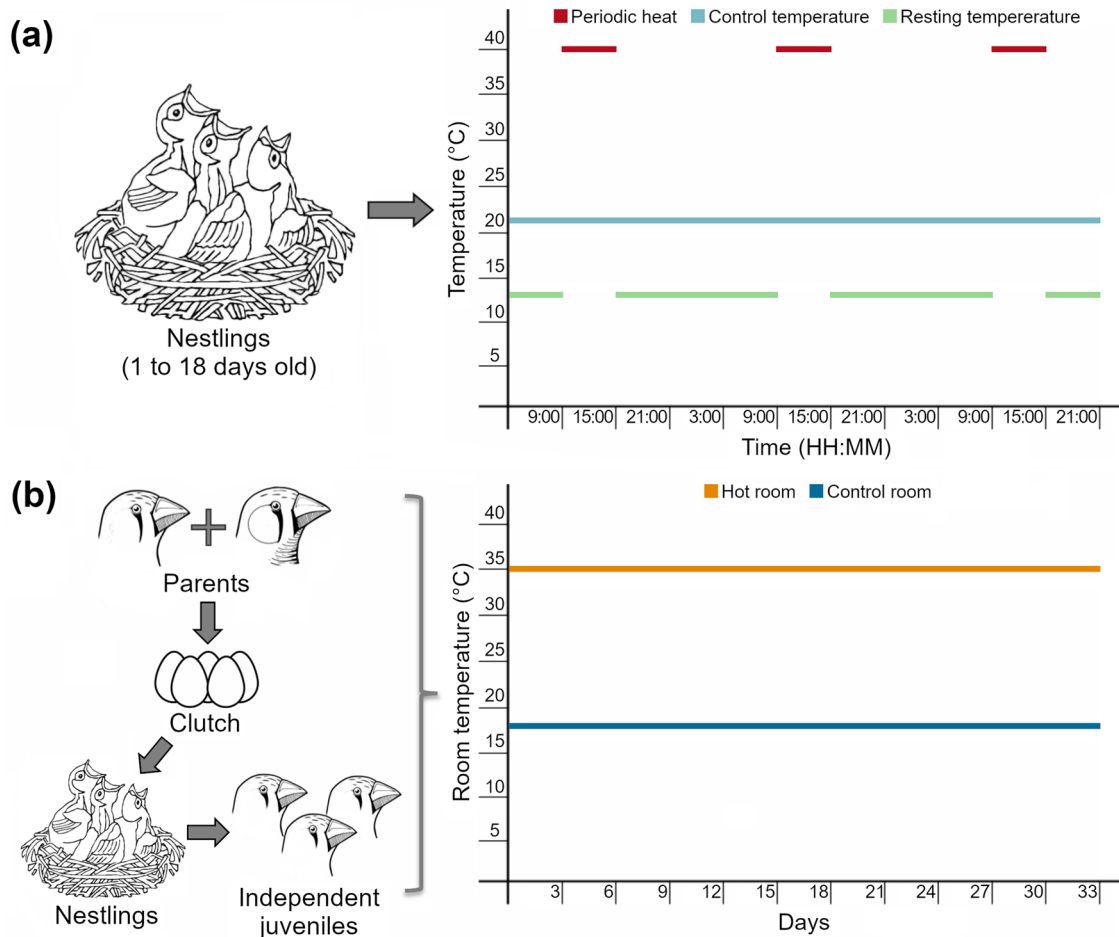 (a)
Periodic heat Control temperature Resting tempererature
40
35
30
25
20
15
10
5
Temperature (°C)
9:00 15:00 21:00 3:00 9:00 15:00 21:00 3:00 9:00 15:00 21:00
Time (HH:MM)
Nestlings
(1 to 18 days old)
(b)
Parents
Clutch
Nestlings
Independent
juveniles
Hot room Control room
40
35
30
25
20
15
10
5
Room temperature (°C)
3 6 9 12 15 18 21 24 27 30 33
Days